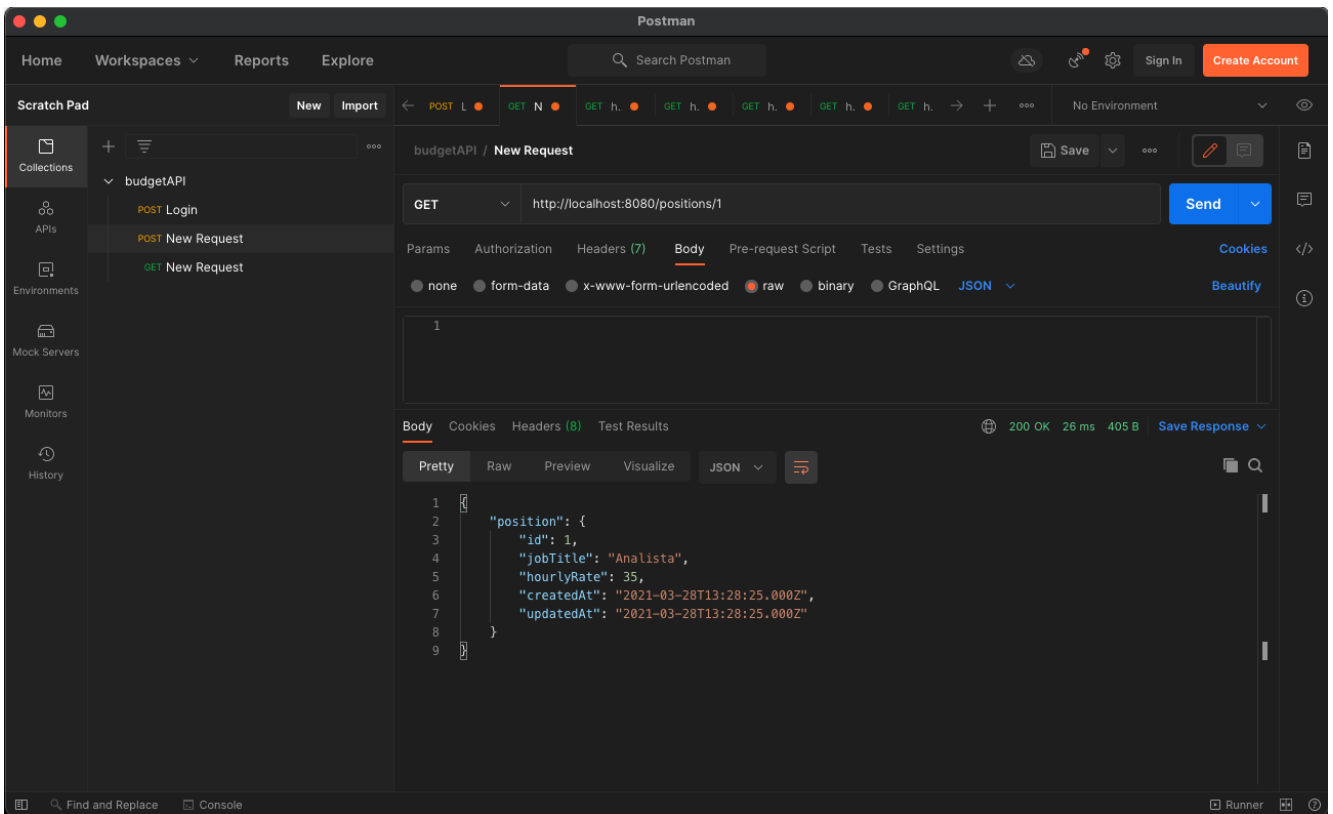 Postman
Home Workspaces Reports Explore Search Postman Sign In Create Account
Scratch Pad New Import POST L GET N GET h. GET h. GET h. GET h. GET h. No Environment
Collections
APIs
Environments
Mock Servers
Monitors
History
budgetAPI
POST Login
POST New Request
GET New Request
budgetAPI / New Request Save
GET http://localhost:8080/positions/1 Send
Params Authorization Headers (7) Body Pre-request Script Tests Settings Cookies
none form-data x-www-form-urlencoded raw binary GraphQL JSON Beautify
1
Body Cookies Headers (8) Test Results 200 OK 26 ms 405 B Save Response
Pretty Raw Preview Visualize JSON
1 {
2 "position": {
3 "id": 1,
4 "jobTitle": "Analista",
5 "hourlyRate": 35,
6 "createdAt": "2021-03-28T13:28:25.000Z",
7 "updatedAt": "2021-03-28T13:28:25.000Z"
8 }
9 }
Find and Replace Console Runner